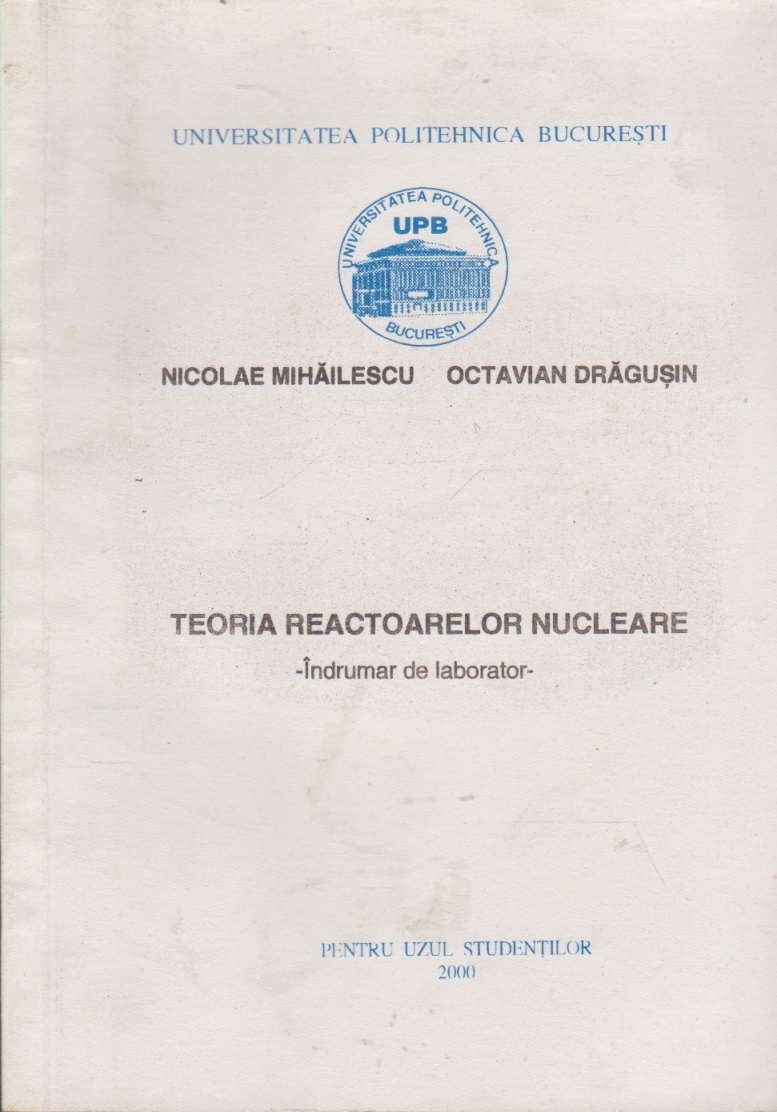 UNIVERSITATEA POLITEHNICA BUCUREȘTI
UNIVERSITATEA POLITEHNICA
UPB
BUCUREȘTI
NICOLAE MIHĂILESCU OCTAVIAN DRĂGUȘIN
TEORIA REACTOARELOR NUCLEARE
-Îndrumar de laborator-
PENTRU UZUL STUDENȚILOR
2000